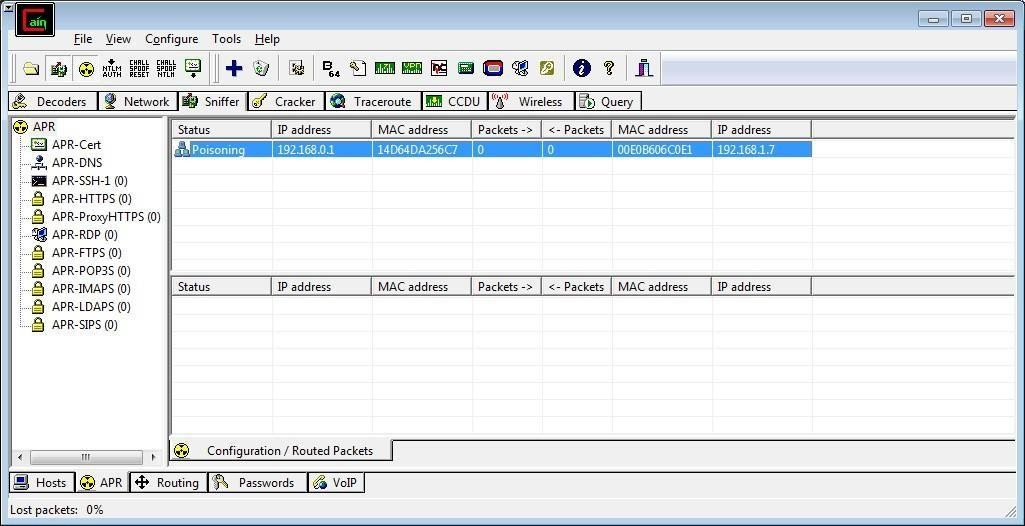 Cain
File View Configure Tools Help
NTLM AUTH CHALL SPOOF RESET CHALL SPOOF NTLM B64
Decoders Network Sniffer Cracker Traceroute CCDU Wireless Query
APR
APR-Cert
APR-DNS
APR-SSH-1 (0)
APR-HTTPS (0)
APR-ProxyHTTPS (0)
APR-RDP (0)
APR-FTPS (0)
APR-POP3S (0)
APR-IMAPS (0)
APR-LDAPS (0)
APR-SIPS (0)
Status IP address MAC address Packets -> <- Packets MAC address IP address
Poisoning 192.168.0.1 14D64DA256C7 0 0 00E0B606C0E1 192.168.1.7
Status IP address MAC address Packets -> <- Packets MAC address IP address
Configuration / Routed Packets
Hosts APR Routing Passwords VoIP
Lost packets: 0%